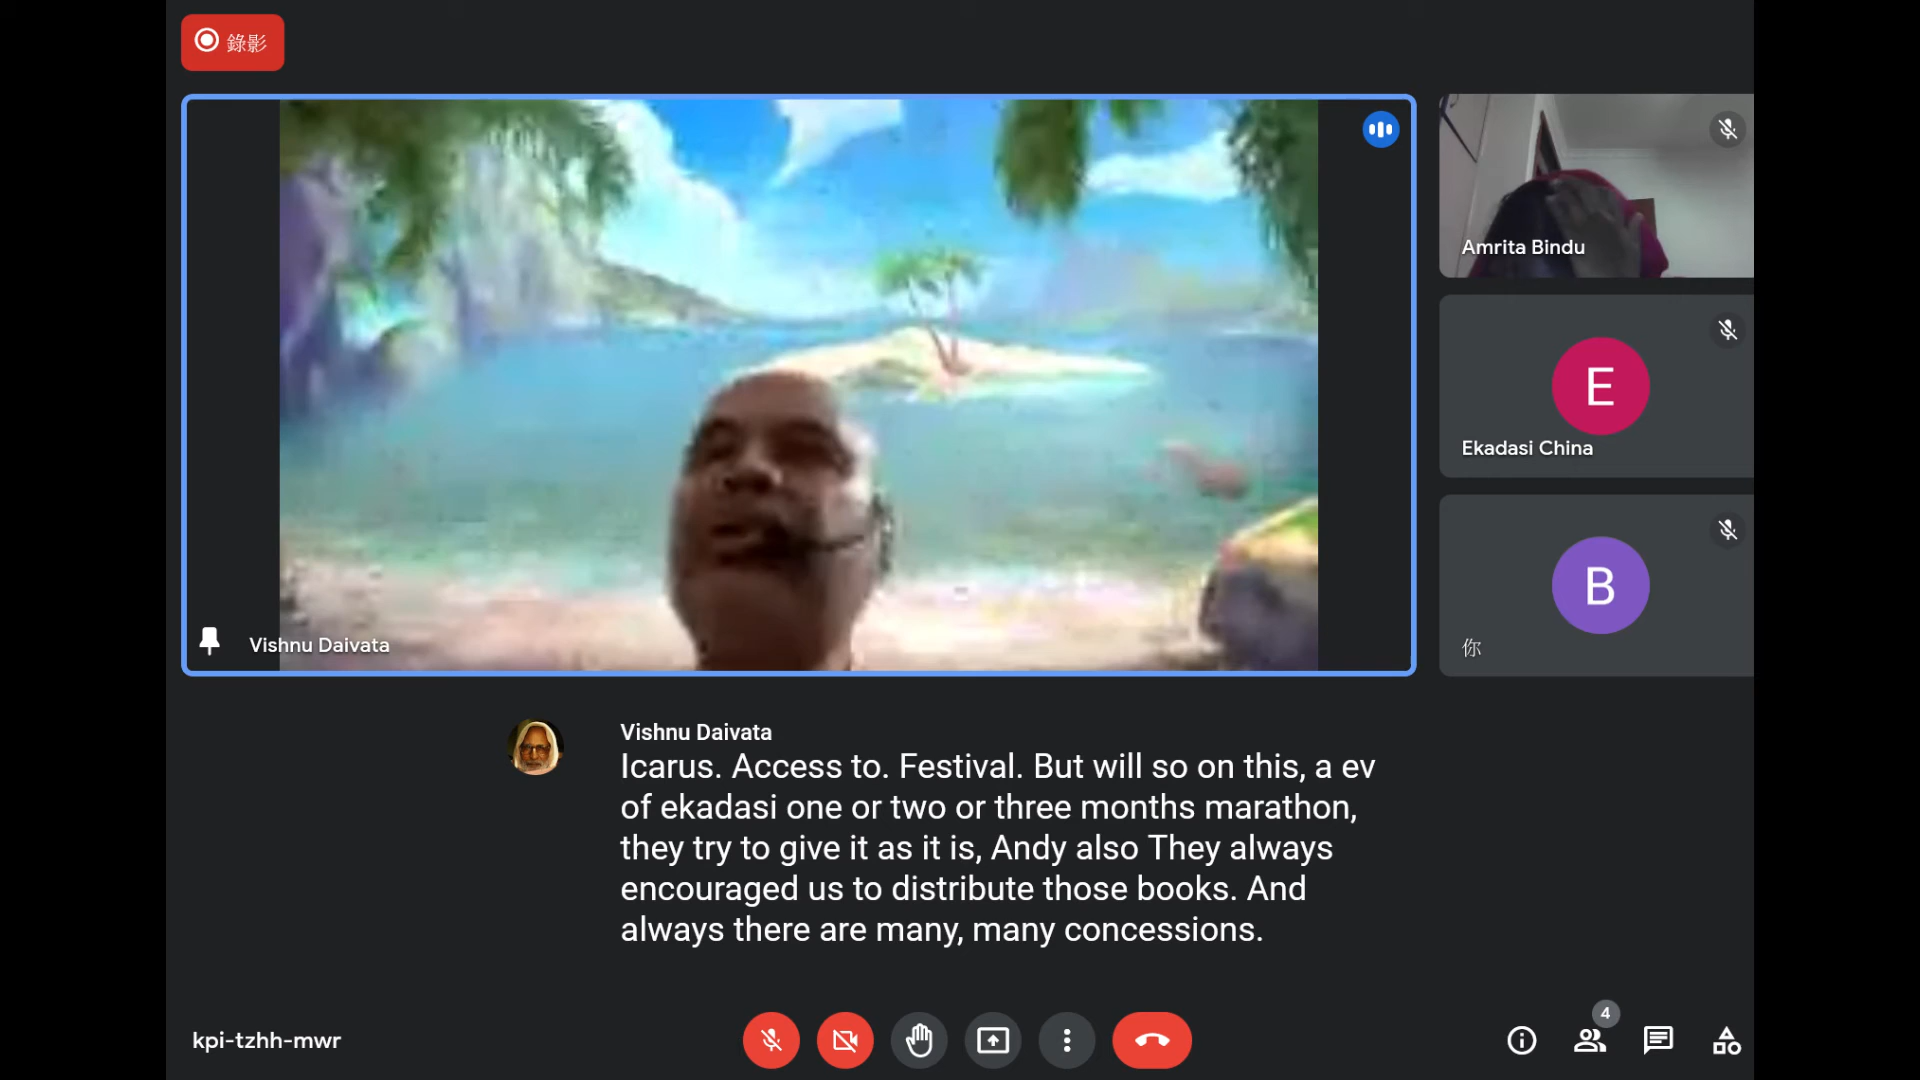 錄影
Vishnu Daivata
Amrita Bindu
E
Ekadasi China
B
你
Vishnu Daivata
Icarus. Access to. Festival. But will so on this, a ev
of ekadasi one or two or three months marathon,
they try to give it as it is, Andy also They always
encouraged us to distribute those books. And
always there are many, many concessions.
kpi-tzhh-mwr
4